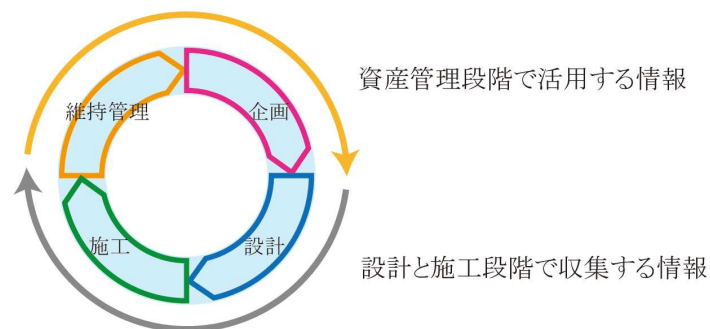 資産管理段階で活用する情報
維持管理
企画
施工
設計
設計と施工段階で収集する情報